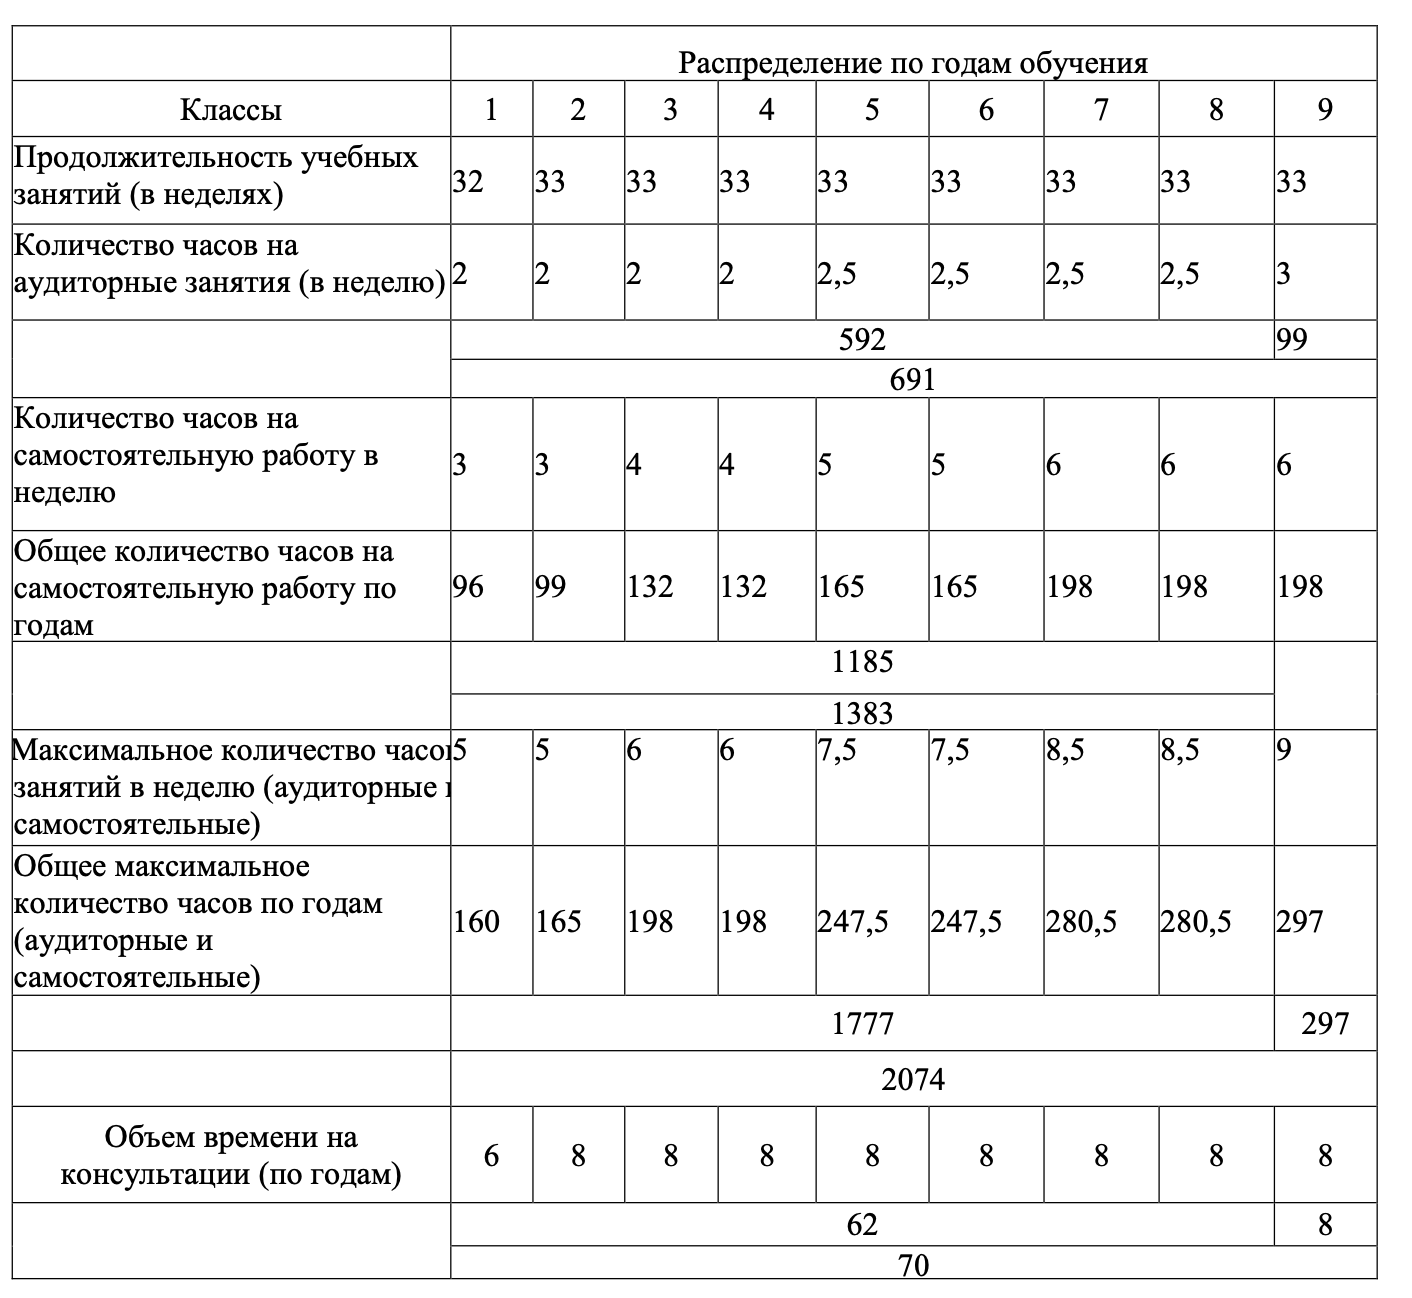 Распределение по годам обучения
Классы 1 2 3 4 5 6 7 8 9
Продолжительность учебных
занятий (в неделях) 32 33 33 33 33 33 33 33 33
Количество часов на
аудиторные занятия (в неделю) 2 2 2 2 2,5 2,5 2,5 2,5 3
592 99
691
Количество часов на
самостоятельную работу в
неделю
3 3 4 4 5 5 6 6 6
Общее количество часов на
самостоятельную работу по
годам
96 99 132 132 165 165 198 198 198
1185
1383
Максимальное количество часо
занятий в неделю (аудиторные
самостоятельные)
5 5 6 6 7,5 7,5 8,5 8,5 9
Общее максимальное
количество часов по годам
(аудиторные и
самостоятельные)
160 165 198 198 247,5 247,5 280,5 280,5 297
1777 297
2074
Объем времени на
консультации (по годам)
6 8 8 8 8 8 8 8 8
62 8
70